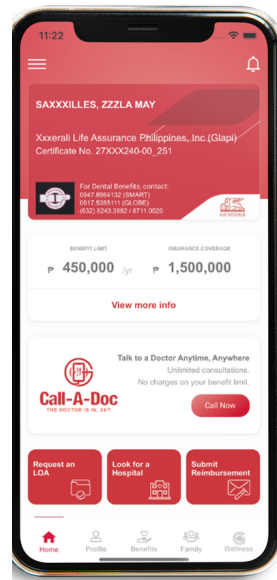 11:22
SAXXXILLES, ZZZLA MAY
Xxxerali Life Assurance Philippines, Inc.(Glapi)
Certificate No. 27XXX240-00_251
For Dental Benefits, contact:
0947.8964132 (SMART)
0917.5385111 (GLOBE)
(632) 8243.3882 / 8711.0020
GENERALI
BENEFIT LIMIT
INSURANCE COVERAGE
₱ 450,000 /yr
₱ 1,500,000
View more info
Call-A-Doc
THE DOCTOR IS IN. 24/7
Talk to a Doctor Anytime, Anywhere
Unlimited consultations.
No charges on your benefit limit.
Call Now
Request an
LOA
Look for a
Hospital
Submit
Reimbursement
Home
Profile
Benefits
Family
Wellness